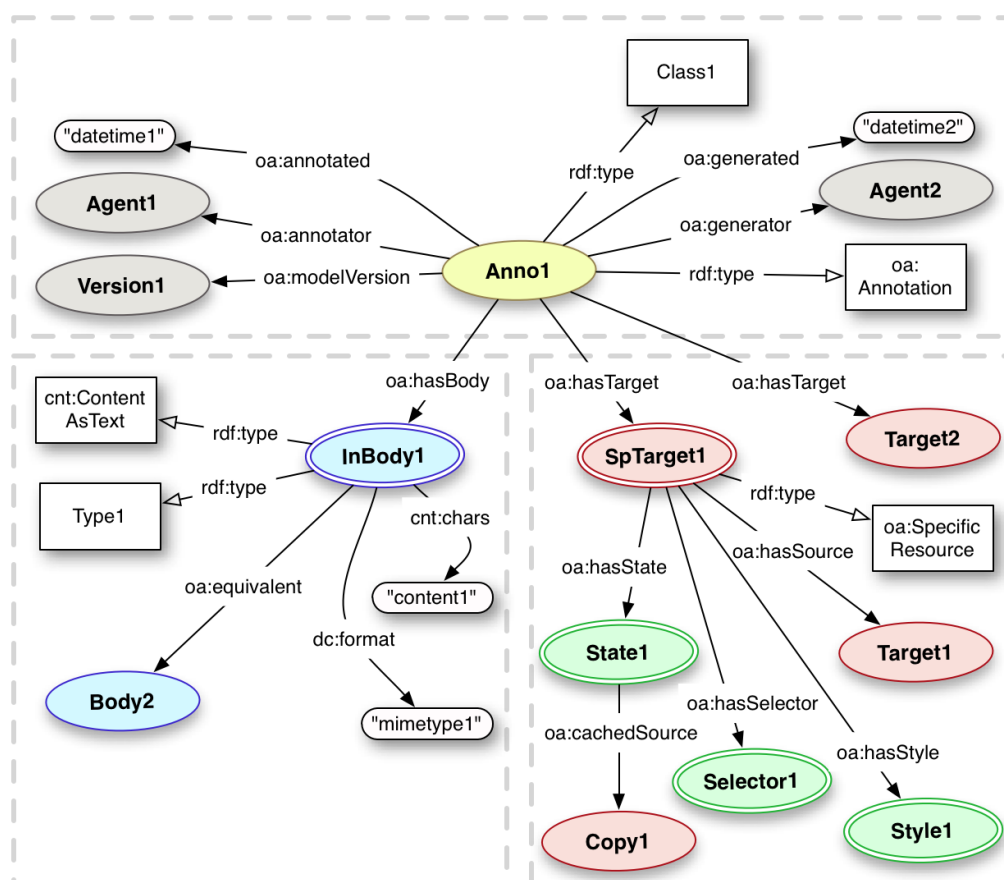 Class1
"datetime1"
"datetime2"
oa:annotated
oa:generated
rdf:type
Agent1
Agent2
oa:annotator
oa:generator
Version1
oa:modelVersion
Anno1
rdf:type
oa:
Annotation
oa:hasBody
oa:hasTarget
oa:hasTarget
cnt:Content
AsText
rdf:type
InBody1
Type1
rdf:type
cnt:chars
oa:equivalent
"content1"
dc:format
Body2
"mimetype1"
SpTarget1
Target2
rdf:type
oa:Specific
Resource
oa:hasState
oa:hasSource
State1
Target1
oa:hasSelector
oa:cachedSource
oa:hasStyle
Selector1
Copy1
Style1